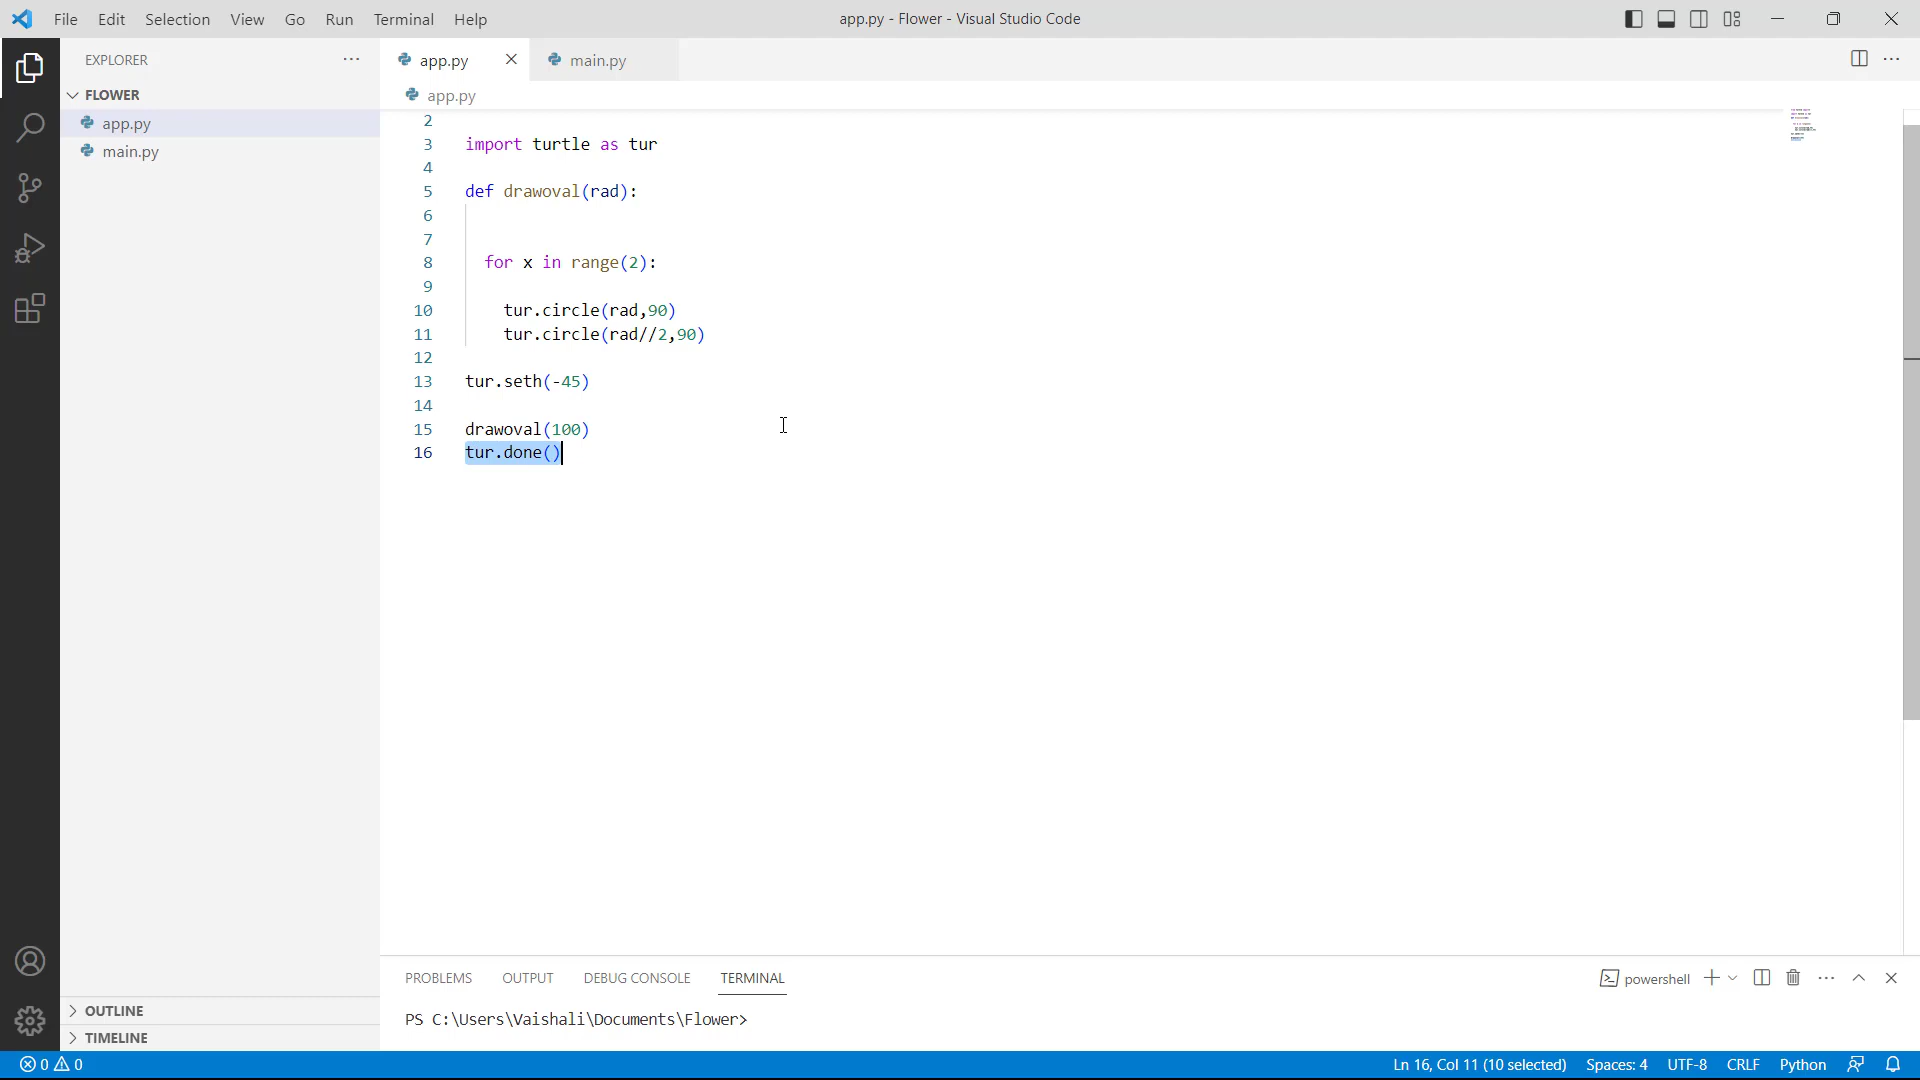 File Edit Selection View Go Run Terminal Help
app.py - Flower - Visual Studio Code
EXPLORER
FLOWER
app.py
main.py
OUTLINE
TIMELINE
app.py main.py
app.py
2
3 import turtle as tur
4
5 def drawoval(rad):
6
7
8 for x in range(2):
9
10 tur.circle(rad,90)
11 tur.circle(rad//2,90)
12
13 tur.seth(-45)
14
15 drawoval(100)
16 tur.done()
PROBLEMS OUTPUT DEBUG CONSOLE TERMINAL
powershell
PS C:\Users\Vaishali\Documents\Flower>
0 0
Ln 16, Col 11 (10 selected) Spaces: 4 UTF-8 CRLF Python